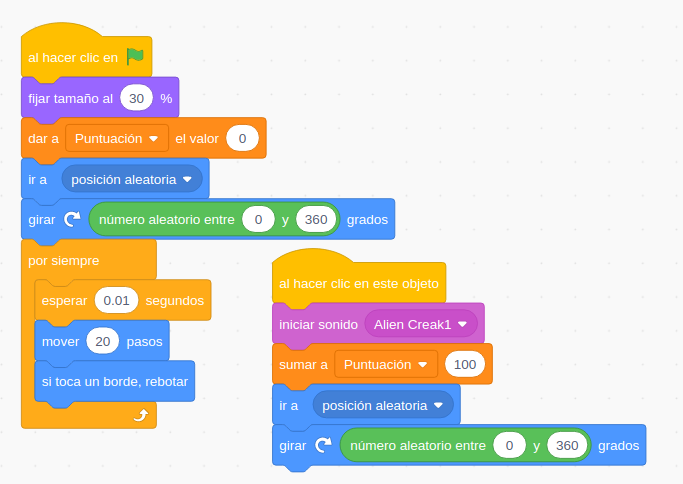 al hacer clic en
fijar tamaño al 30 %
dar a Puntuación el valor 0
ir a posición aleatoria
girar número aleatorio entre 0 y 360 grados
por siempre
esperar 0.01 segundos
mover 20 pasos
si toca un borde, rebotar
al hacer clic en este objeto
iniciar sonido Alien Creak1
sumar a Puntuación 100
ir a posición aleatoria
girar número aleatorio entre 0 y 360 grados